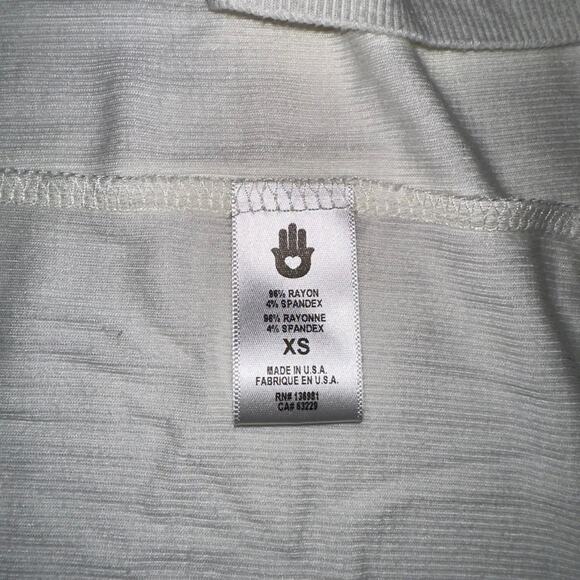 96% RAYON
4% SPANDEX
96% RAYONNE
4% SPANDEX
XS
MADE IN U.S.A.
FABRIQUE EN U.S.A.
RN# 136981
CA# 63229